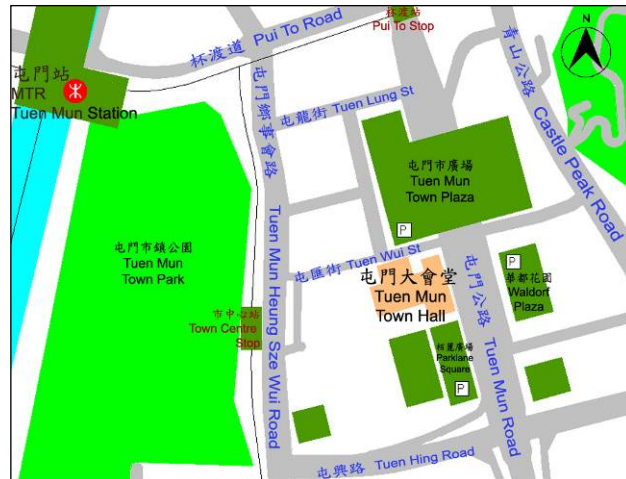 杯渡站
Pui To Stop
N
杯渡道 Pui To Road
屯門站
MTR
Tuen Mun Station
屯門鄉事會路 Tuen Mun Heung Sze Wui Road
屯龍街 Tuen Lung St
青山公路 Castle Peak Road
屯門市廣場
Tuen Mun
Town Plaza
P
屯門市鎮公園
Tuen Mun
Town Park
屯匯街 Tuen Wui St
屯門大會堂
Tuen Mun
Town Hall
屯門公路 Tuen Mun Road
P
華都花園
Waldorf
Plaza
市中心站
Town Centre
Stop
栢麗廣場
Parklane
Square
P
屯興路 Tuen Hing Road